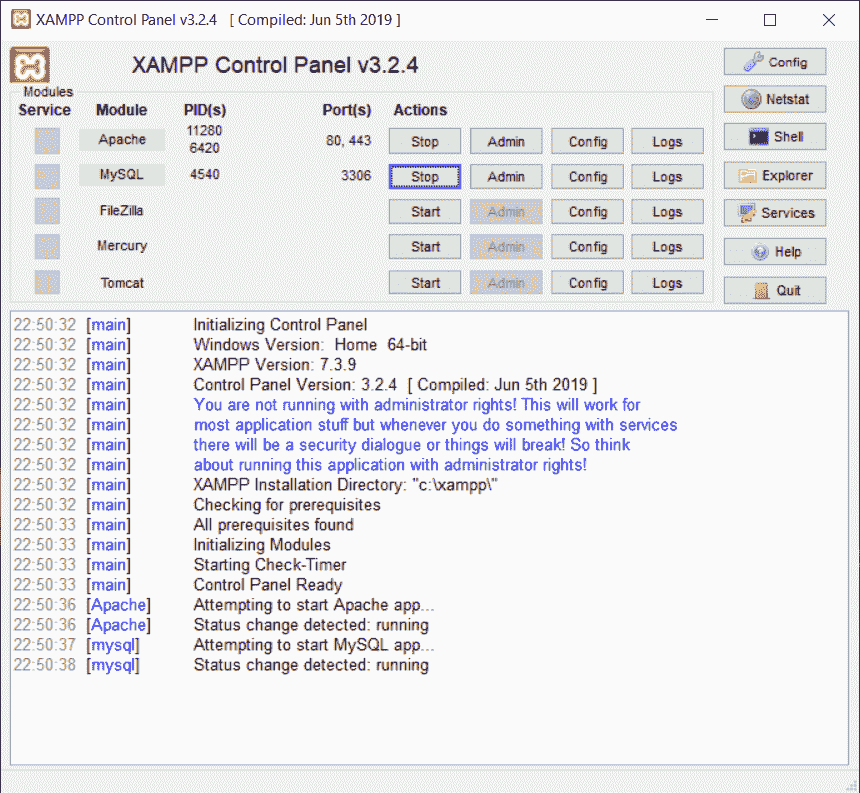 XAMPP Control Panel v3.2.4 [ Compiled: Jun 5th 2019 ]
XAMPP Control Panel v3.2.4
Config
Modules
Service Module PID(s) Port(s) Actions
Netstat
Apache 11280 6420 80, 443 Stop Admin Config Logs
Shell
MySQL 4540 3306 Stop Admin Config Logs
Explorer
FileZilla Start Admin Config Logs
Services
Mercury Start Admin Config Logs
Help
Tomcat Start Admin Config Logs
Quit
22:50:32 [main] Initializing Control Panel
22:50:32 [main] Windows Version: Home 64-bit
22:50:32 [main] XAMPP Version: 7.3.9
22:50:32 [main] Control Panel Version: 3.2.4 [ Compiled: Jun 5th 2019 ]
22:50:32 [main] You are not running with administrator rights! This will work for
22:50:32 [main] most application stuff but whenever you do something with services
22:50:32 [main] there will be a security dialogue or things will break! So think
22:50:32 [main] about running this application with administrator rights!
22:50:32 [main] XAMPP Installation Directory: "c:\xampp\"
22:50:32 [main] Checking for prerequisites
22:50:33 [main] All prerequisites found
22:50:33 [main] Initializing Modules
22:50:33 [main] Starting Check-Timer
22:50:33 [main] Control Panel Ready
22:50:36 [Apache] Attempting to start Apache app...
22:50:36 [Apache] Status change detected: running
22:50:37 [mysql] Attempting to start MySQL app...
22:50:38 [mysql] Status change detected: running